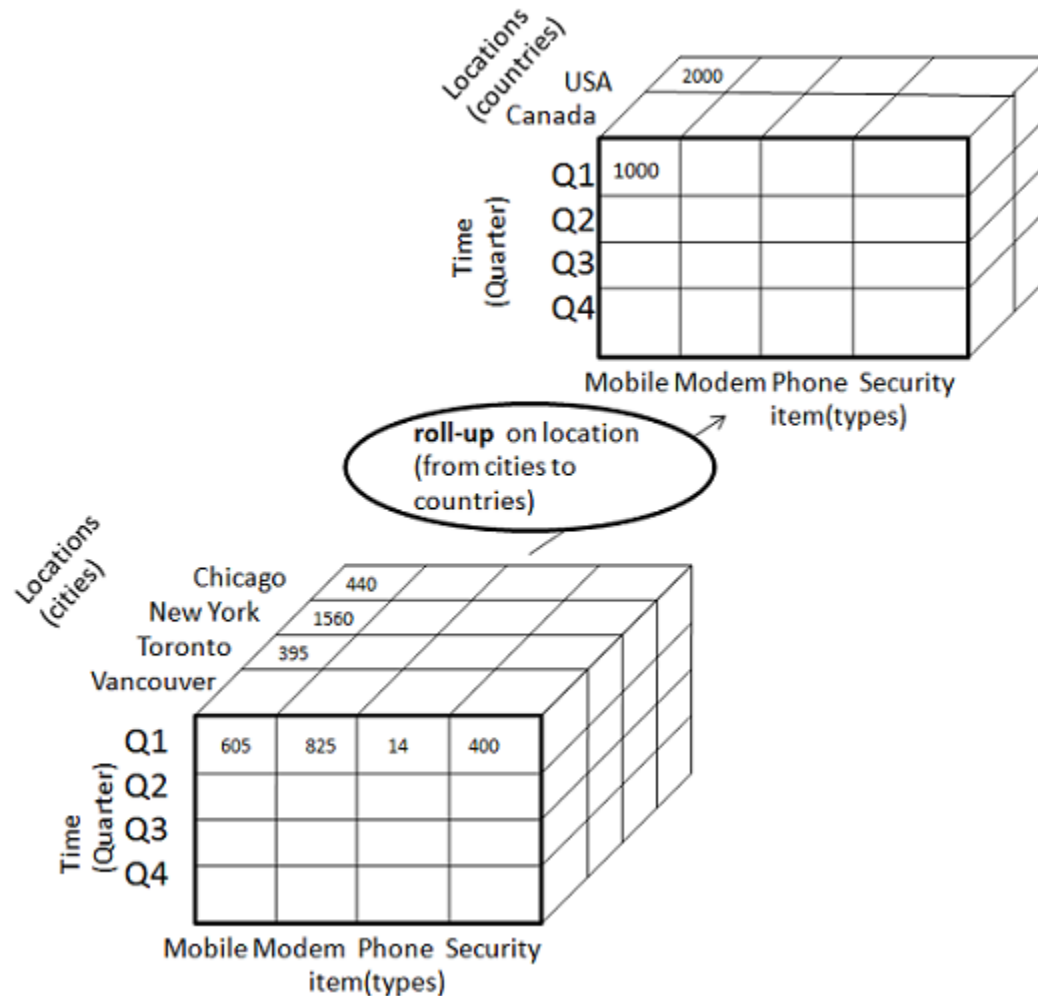 Locations
(countries)
USA
Canada
2000
Time
(Quarter)
Q1
Q2
Q3
Q4
1000
Mobile Modem Phone Security
item(types)
roll-up on location
(from cities to
countries)
Locations
(cities)
Chicago
New York
Toronto
Vancouver
440
1560
395
Time
(Quarter)
Q1
Q2
Q3
Q4
605 825 14 400
Mobile Modem Phone Security
item(types)